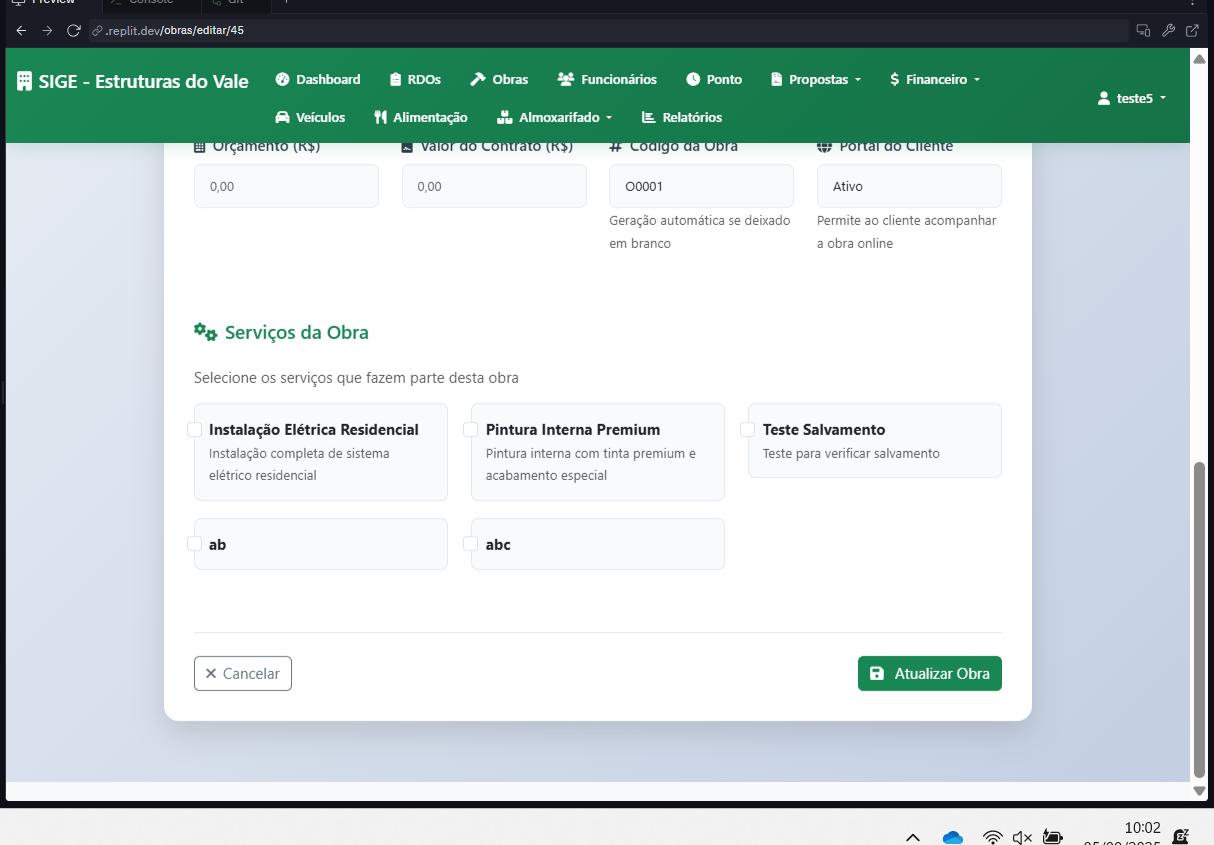 Preview
Console
Git
.replit.dev/obras/editar/45
SIGE - Estruturas do Vale
Dashboard
RDOs
Obras
Funcionários
Ponto
Propostas
Financeiro
teste5
Veículos
Alimentação
Almoxarifado
Relatórios
Orçamento (R$)
Valor do Contrato (R$)
# Código da Obra
Portal do Cliente
0,00
0,00
O0001
Ativo
Geração automática se deixado
em branco
Permite ao cliente acompanhar
a obra online
Serviços da Obra
Selecione os serviços que fazem parte desta obra
Instalação Elétrica Residencial
Instalação completa de sistema
elétrico residencial
Pintura Interna Premium
Pintura interna com tinta premium e
acabamento especial
Teste Salvamento
Teste para verificar salvamento
ab
abc
Cancelar
Atualizar Obra
10:02